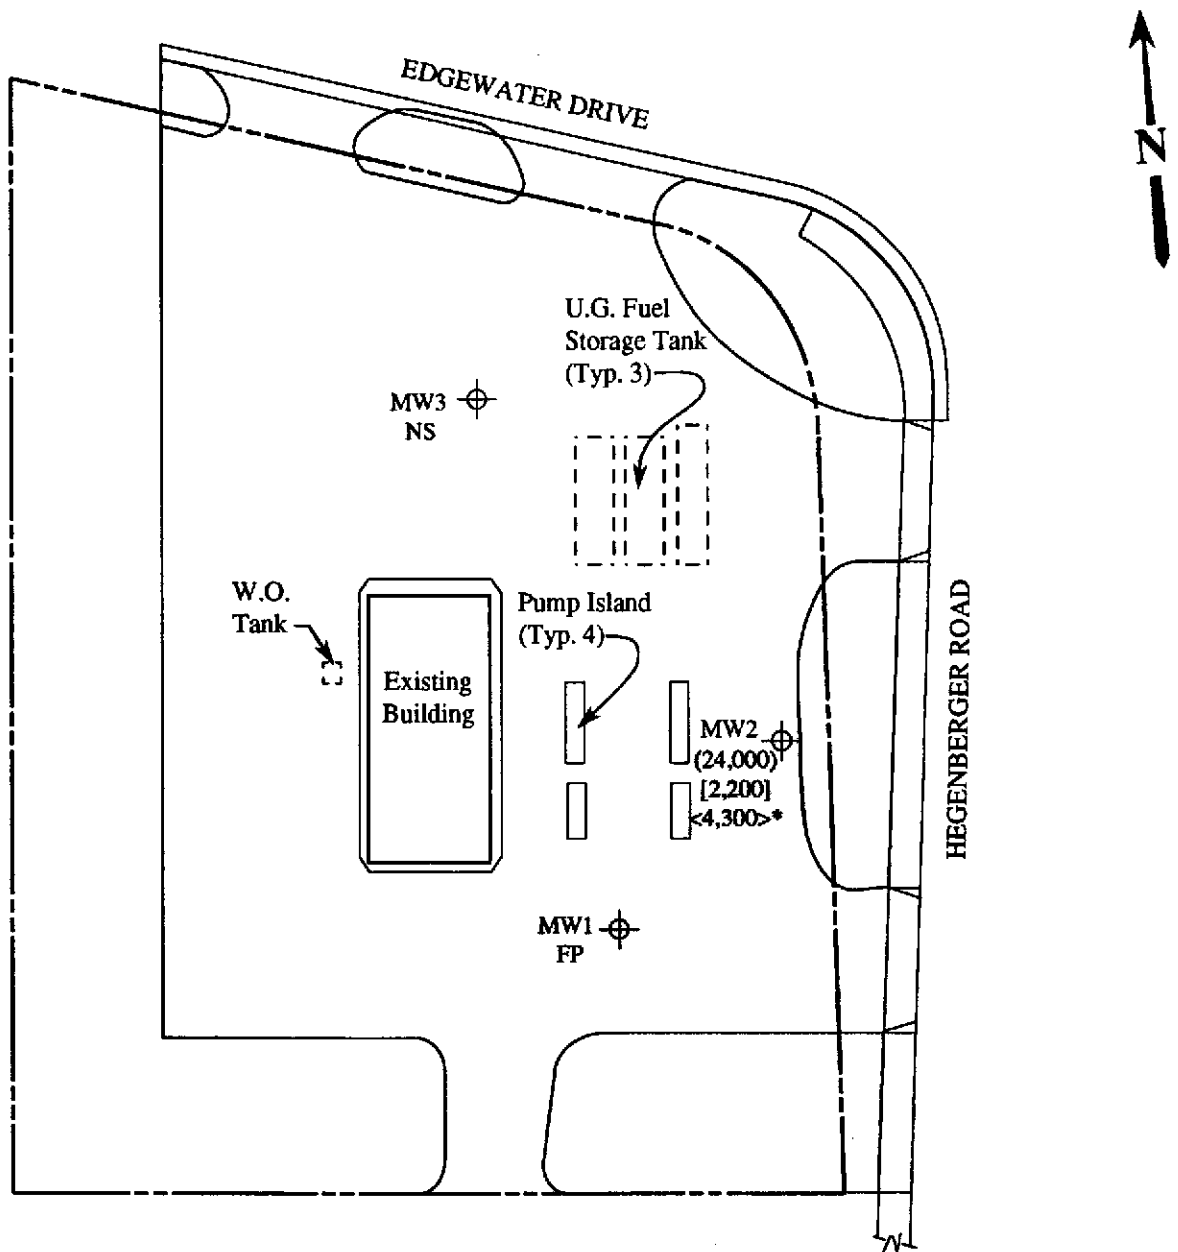 EDGEWATER DRIVE
N
U.G. Fuel
Storage Tank
(Typ. 3)
MW3
NS
W.O.
Tank
Pump Island
(Typ. 4)
Existing
Building
MW2
(24,000)
[2,200]
<4,300>*
HEGENBERGER ROAD
MW1
FP